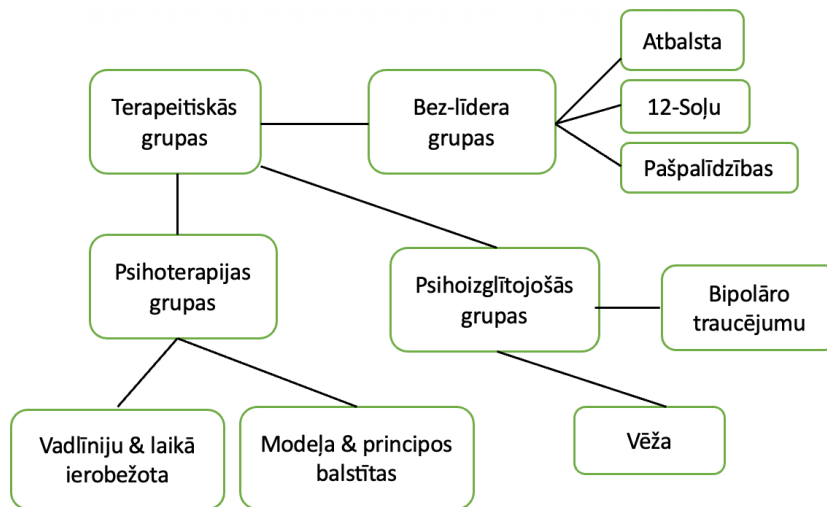 Atbalsta
Terapeitiskās
grupas
Bez-līdera
grupas
12-Soļu
Pašpalīdzības
Psihoterapijas
grupas
Psihoizglītojošās
grupas
Bipolāro
traucējumu
Vadlīniju & laikā
ierobežota
Modeļa & principos
balstītas
Vēža